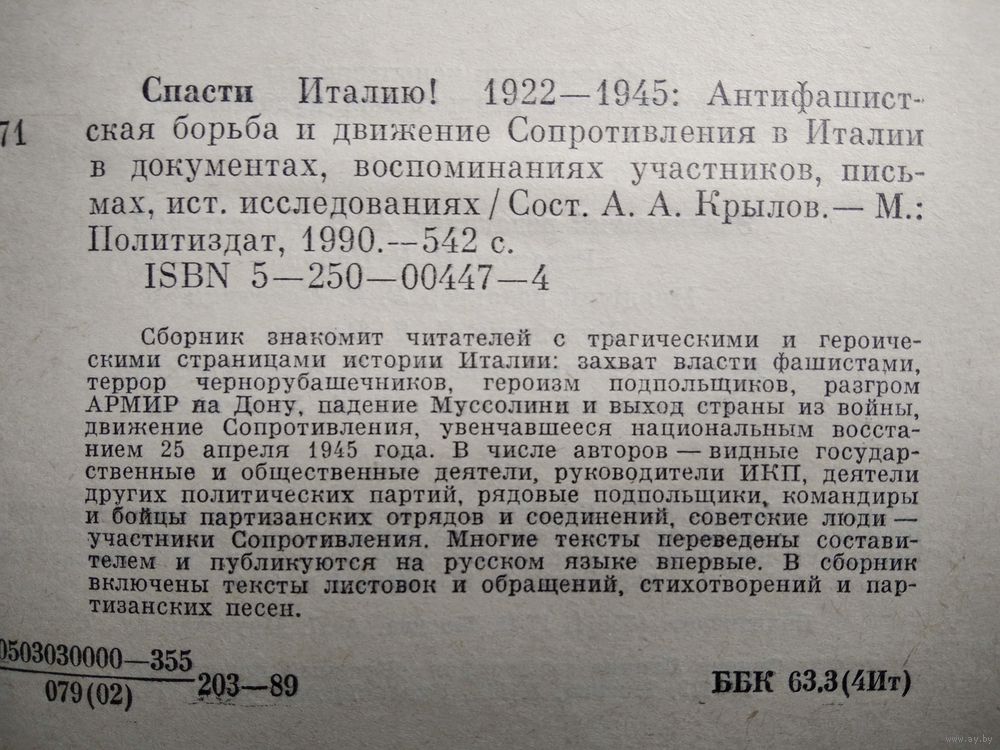 Спасти Италию! 1922—1945: Антифашист-
71 ская борьба и движение Сопротивления в Италии
в документах, воспоминаниях участников, пись-
мах, ист. исследованиях / Сост. А. А. Крылов.— М.:
Политиздат, 1990.—542 с.
ISBN 5—250—00447—4
Сборник знакомит читателей с трагическими и героиче-
скими страницами истории Италии: захват власти фашистами,
террор чернорубашечников, героизм подпольщиков, разгром
АРМИР на Дону, падение Муссолини и выход страны из войны,
движение Сопротивления, увенчавшееся национальным восста-
нием 25 апреля 1945 года. В числе авторов — видные государ-
ственные и общественные деятели, руководители ИКП, деятели
других политических партий, рядовые подпольщики, командиры
и бойцы партизанских отрядов и соединений, советские люди —
участники Сопротивления. Многие тексты переведены состави-
телем и публикуются на русском языке впервые. В сборник
включены тексты листовок и обращений, стихотворений и пар-
тизанских песен.
0503030000—355
079(02) 203—89
ББК 63.3(4Ит)
www.ay.by